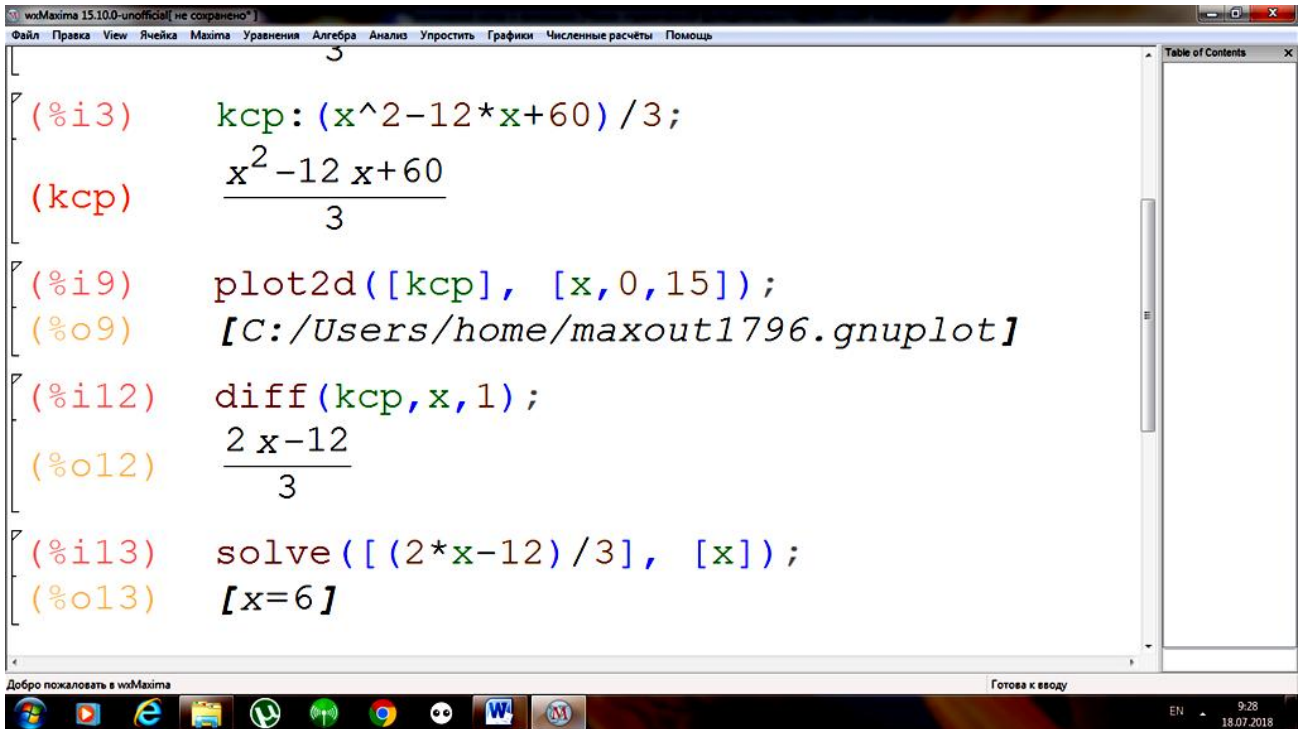 wxMaxima 15.10.0-unofficial[ не сохранено* ]
Файл Правка View Ячейка Maxima Уравнения Алгебра Анализ Упростить Графики Численные расчёты Помощь
Table of Contents x
3
(%i3) kcp:(x^2-12*x+60)/3;
(kcp) x² - 12 x+60
3
(%i9) plot2d([kcp], [x,0,15]);
(%o9) [C:/Users/home/maxout1796.gnuplot]
(%i12) diff(kcp,x,1);
(%o12) 2 x-12
3
(%i13) solve([(2*x-12)/3], [x]);
(%o13) [x=6]
Добро пожаловать в wxMaxima Готова к вводу
EN 9:28
18.07.2018